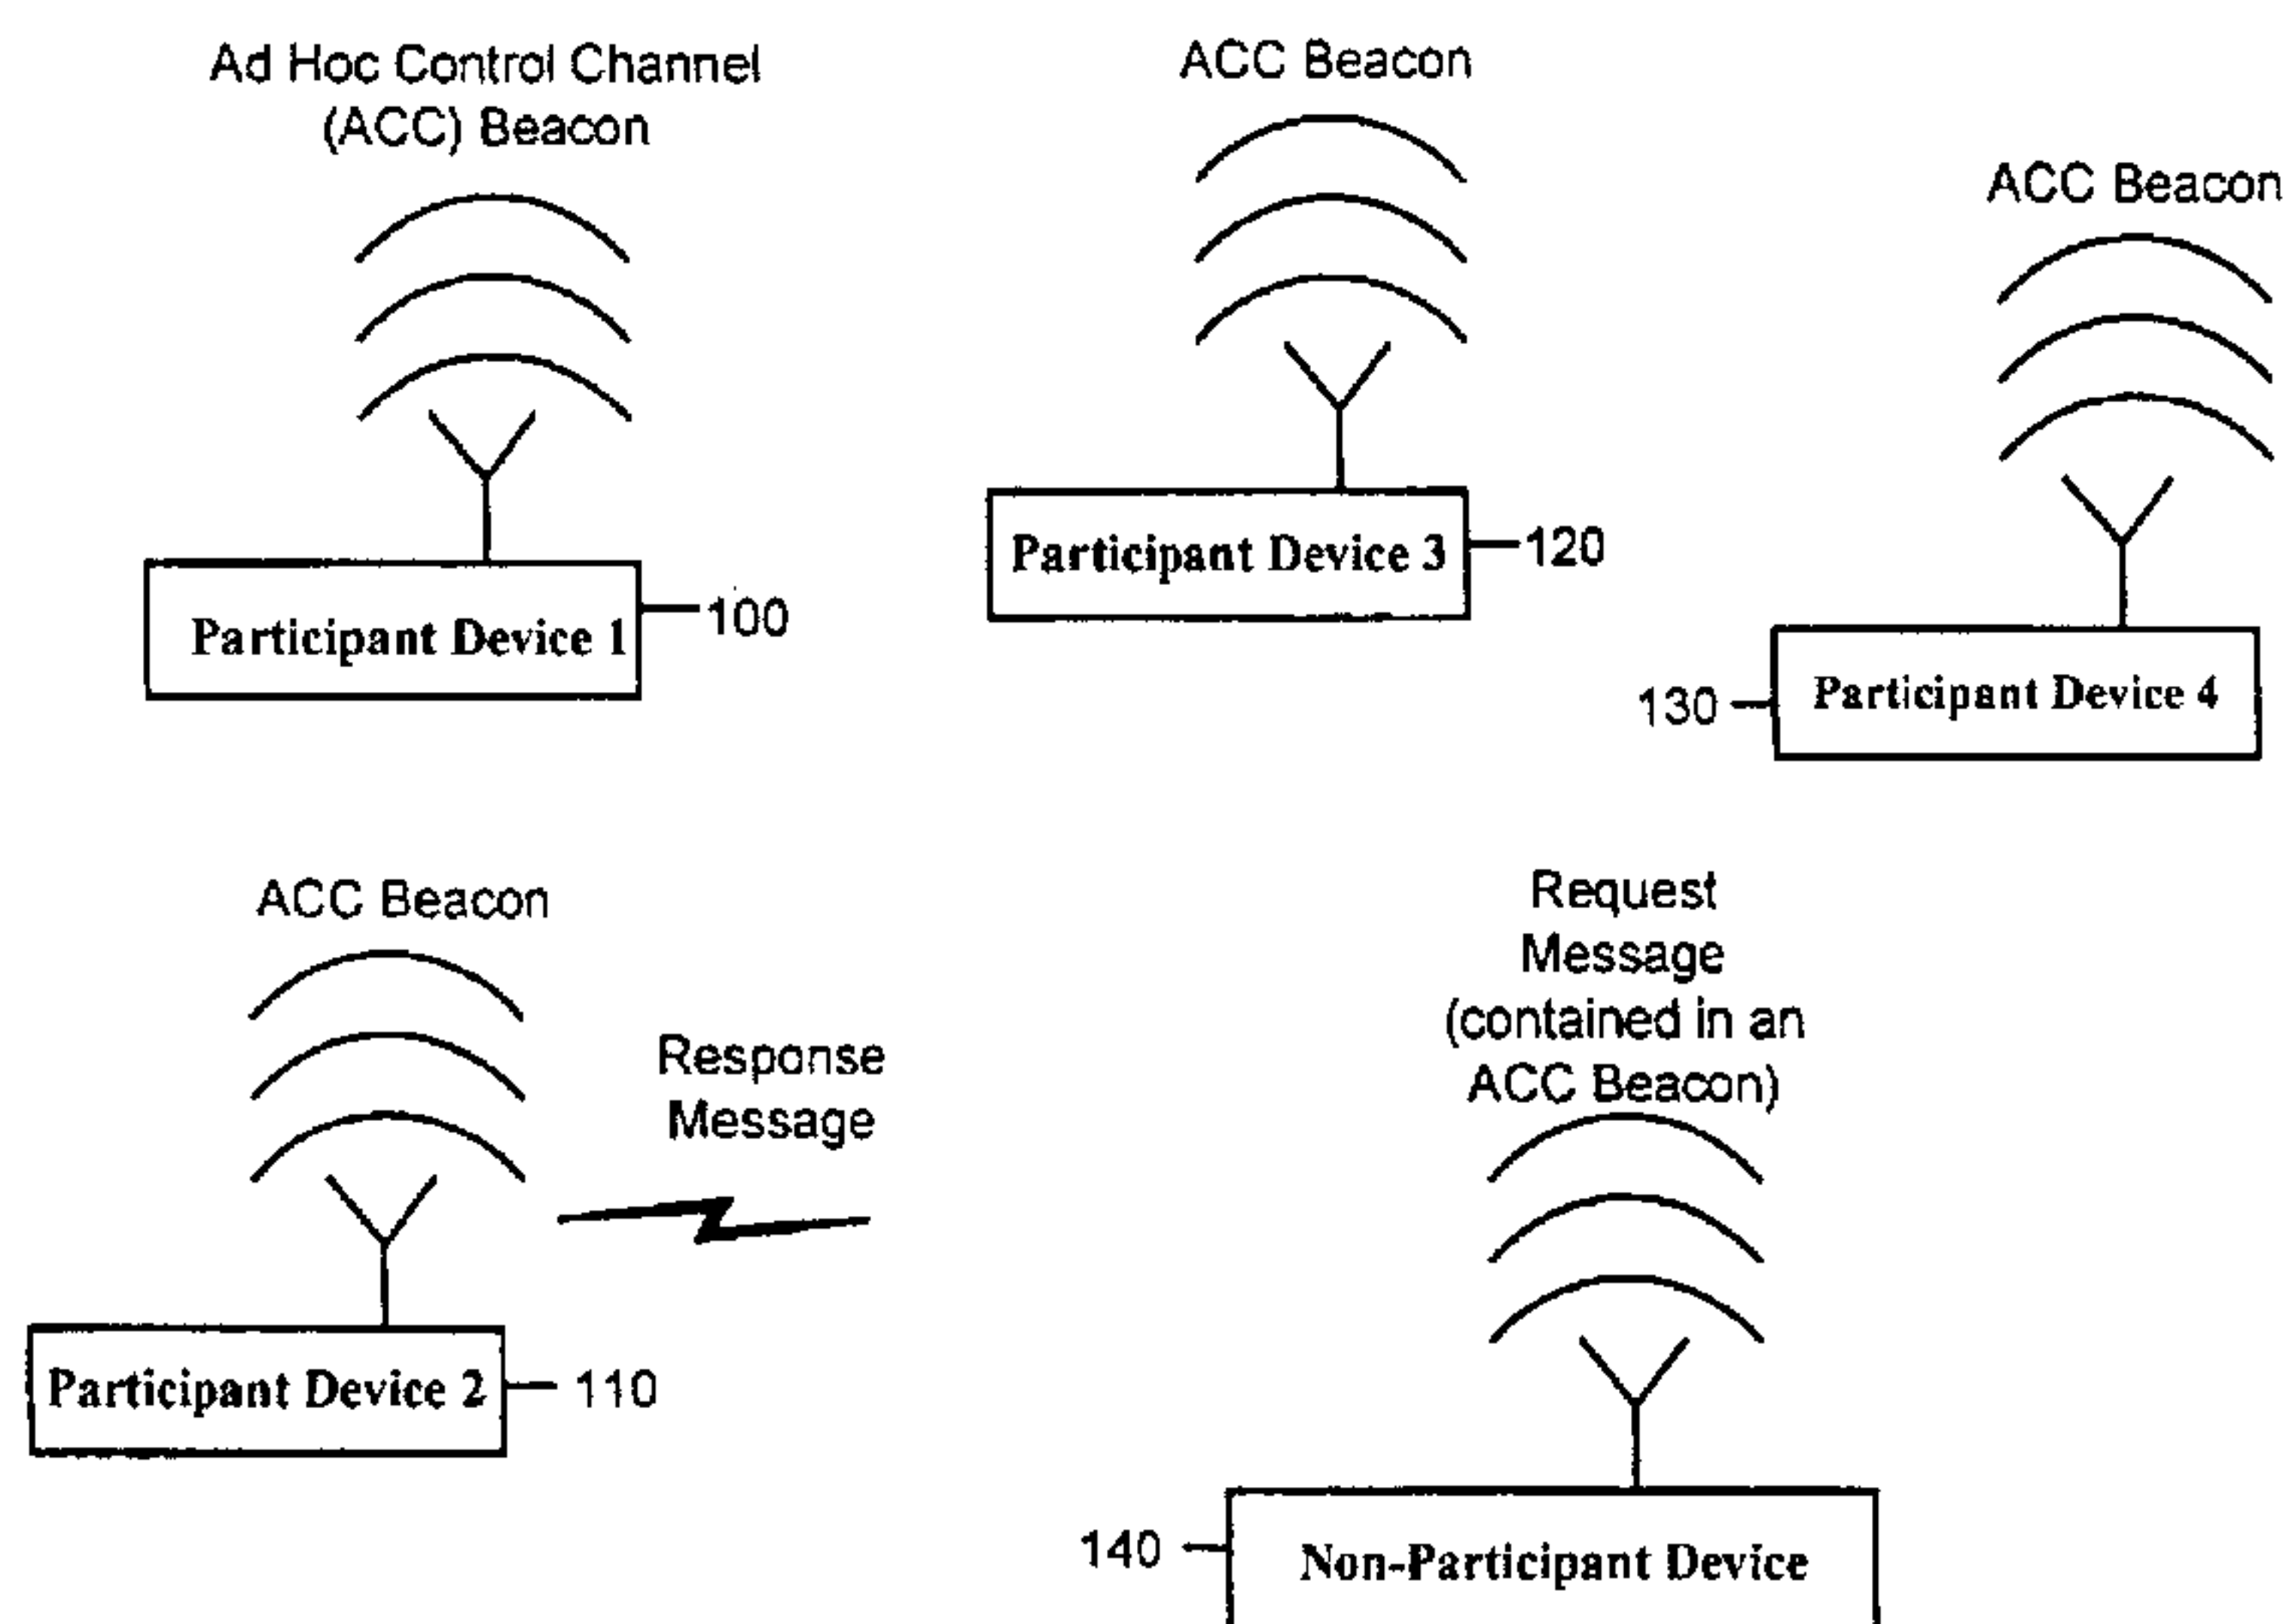 Ad Hoc Control Channel
(ACC) Beacon
ACC Beacon
ACC Beacon
Participant Device 1
100
Participant Device 3
120
130
Participant Device 4
ACC Beacon
Response
Message
Request
Message
(contained in an
ACC Beacon)
Participant Device 2
110
140
Non-Participant Device